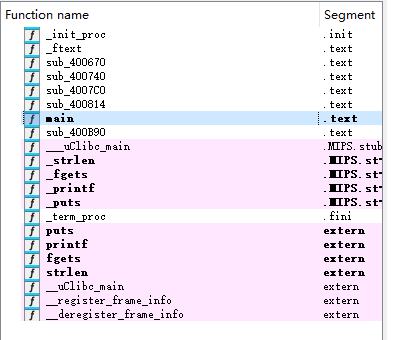 Function name Segment
f _init_proc .init
f _ftext .text
f sub_400670 .text
f sub_400740 .text
f sub_4007C0 .text
f sub_400814 .text
f main .text
f sub_400B90 .text
f ___uClibc_main .MIPS.stub
f _strlen .MIPS.st
f _fgets .MIPS.st
f _printf .MIPS.st
f _puts .MIPS.st
f _term_proc .fini
f puts extern
f printf extern
f fgets extern
f strlen extern
f __uClibc_main extern
f __register_frame_info extern
f __deregister_frame_info extern